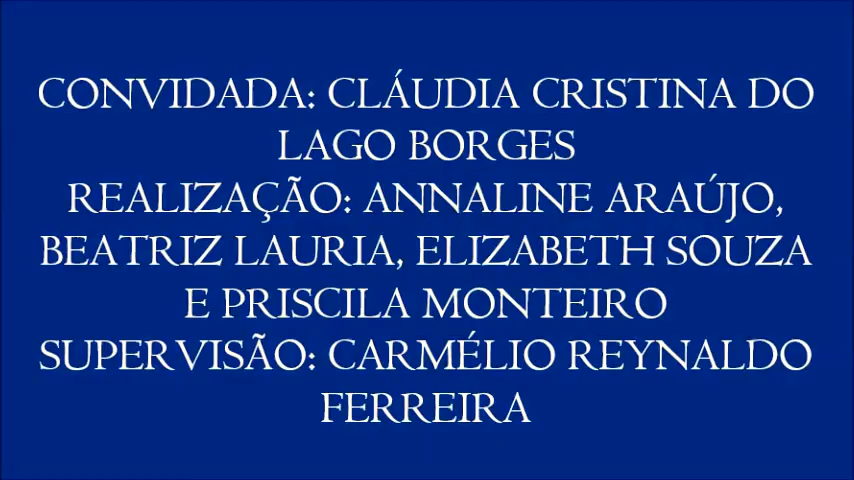 CONVIDADA: CLÁUDIA CRISTINA DO
LAGO BORGES
REALIZAÇÃO: ANNALINE ARAÚJO,
BEATRIZ LAURIA, ELIZABETH SOUZA
E PRISCILA MONTEIRO
SUPERVISÃO: CARMÉLIO REYNALDO
FERREIRA